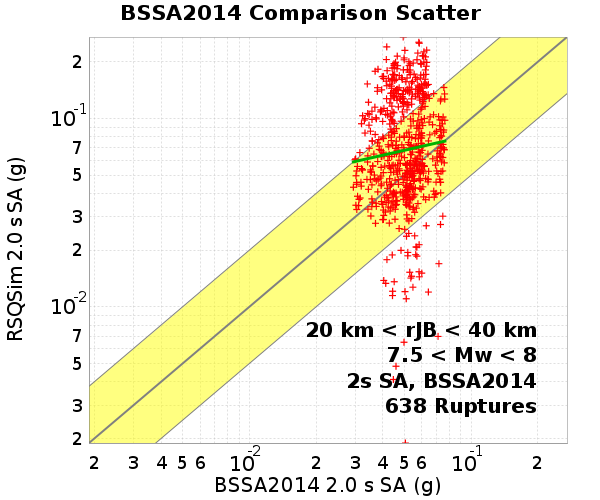 BSSA2014 Comparison Scatter
RSQSim 2.0 s SA (g)
2
10⁻¹
7
5
3
2
10⁻²
7
5
3
2
20 km < rJB < 40 km
7.5 < Mw < 8
2s SA, BSSA2014
638 Ruptures
2 3 4 5 6 10⁻² 2 3 4 5 6 10⁻¹ 2
BSSA2014 2.0 s SA (g)